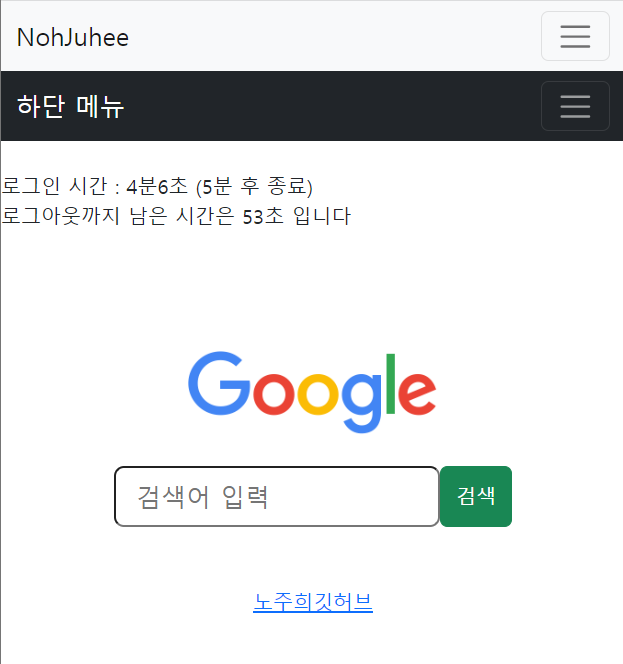 NohJuhee
하단 메뉴
로그인 시간 : 4분6초 (5분 후 종료)
로그아웃까지 남은 시간은 53초 입니다
Google
검색어 입력
검색
노주희깃허브